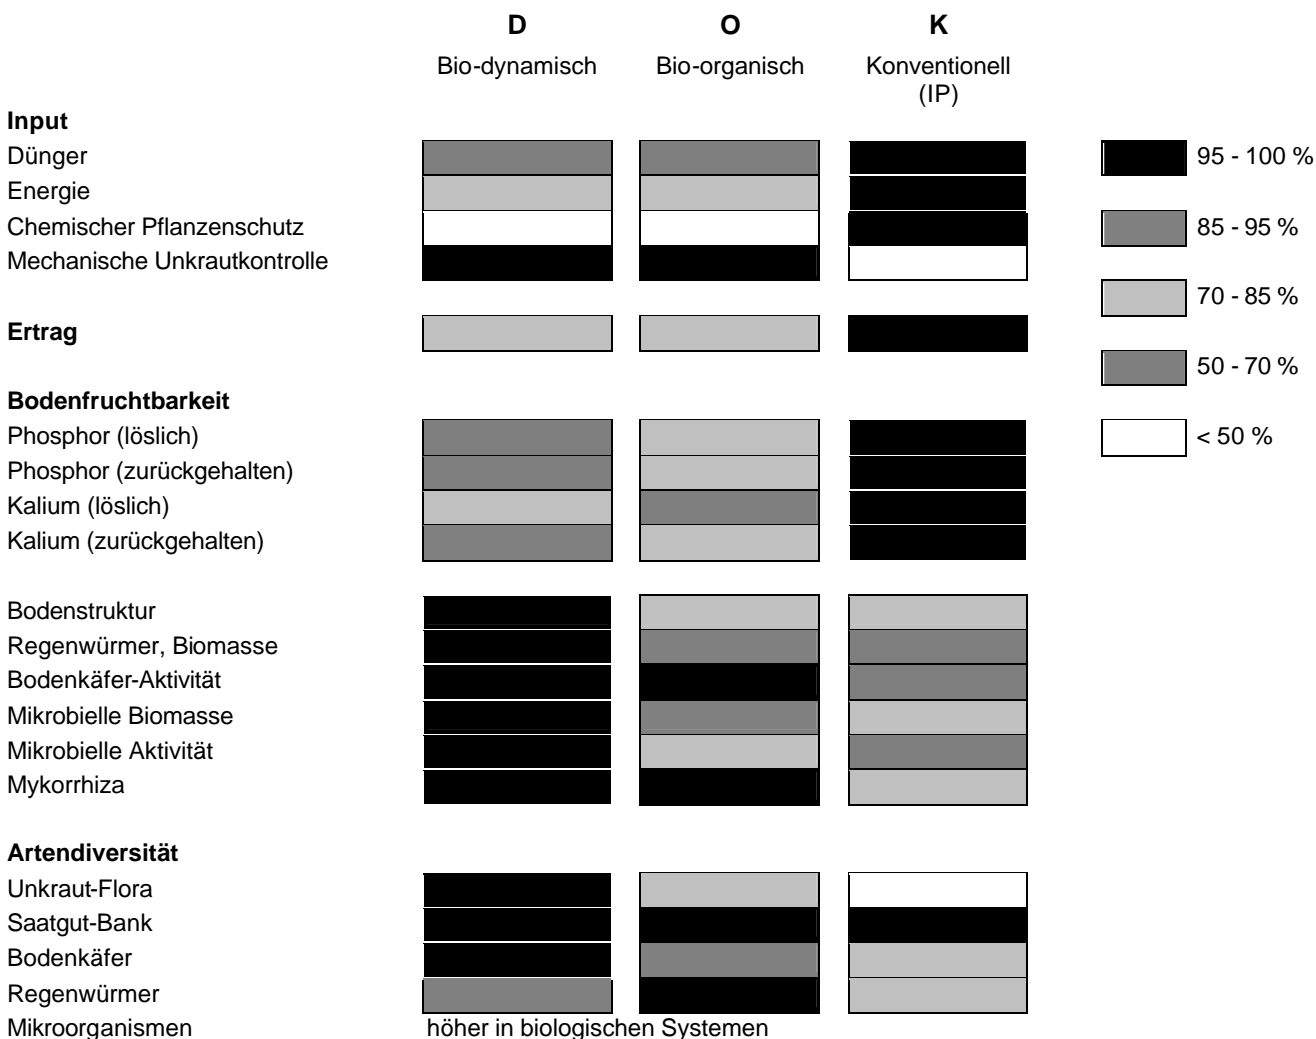 D O K
Bio-dynamisch Bio-organisch Konventionell
(IP)
Input
Dünger 95 - 100 %
Energie
Chemischer Pflanzenschutz 85 - 95 %
Mechanische Unkrautkontrolle
70 - 85 %
Ertrag
50 - 70 %
Bodenfruchtbarkeit
Phosphor (löslich) < 50 %
Phosphor (zurückgehalten)
Kalium (löslich)
Kalium (zurückgehalten)
Bodenstruktur
Regenwürmer, Biomasse
Bodenkäfer-Aktivität
Mikrobielle Biomasse
Mikrobielle Aktivität
Mykorrhiza
Artendiversität
Unkraut-Flora
Saatgut-Bank
Bodenkäfer
Regenwürmer
Mikroorganismen höher in biologischen Systemen